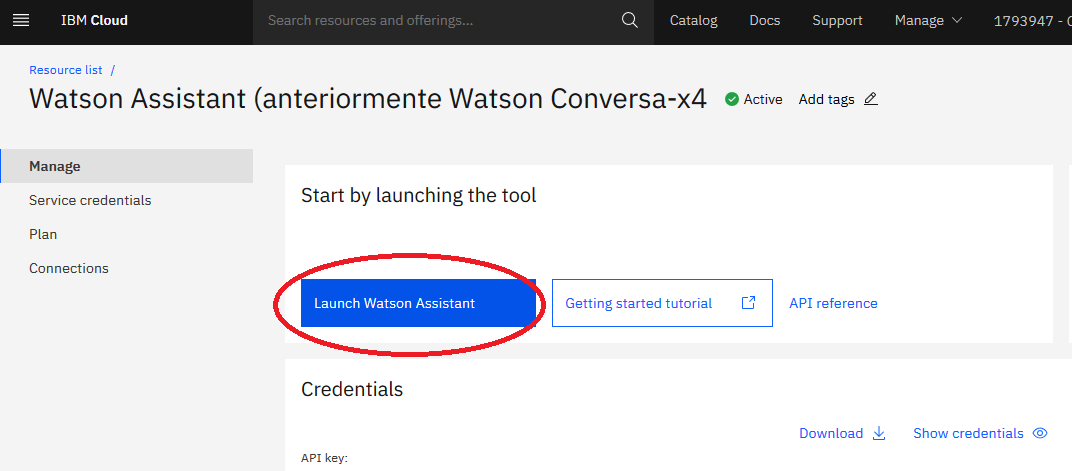 IBM Cloud
Search resources and offerings...
Catalog
Docs
Support
Manage
1793947 -
Resource list /
Watson Assistant (anteriormente Watson Conversa-x4
Active
Add tags
Manage
Service credentials
Plan
Connections
Start by launching the tool
Launch Watson Assistant
Getting started tutorial
API reference
Credentials
Download
Show credentials
API key: